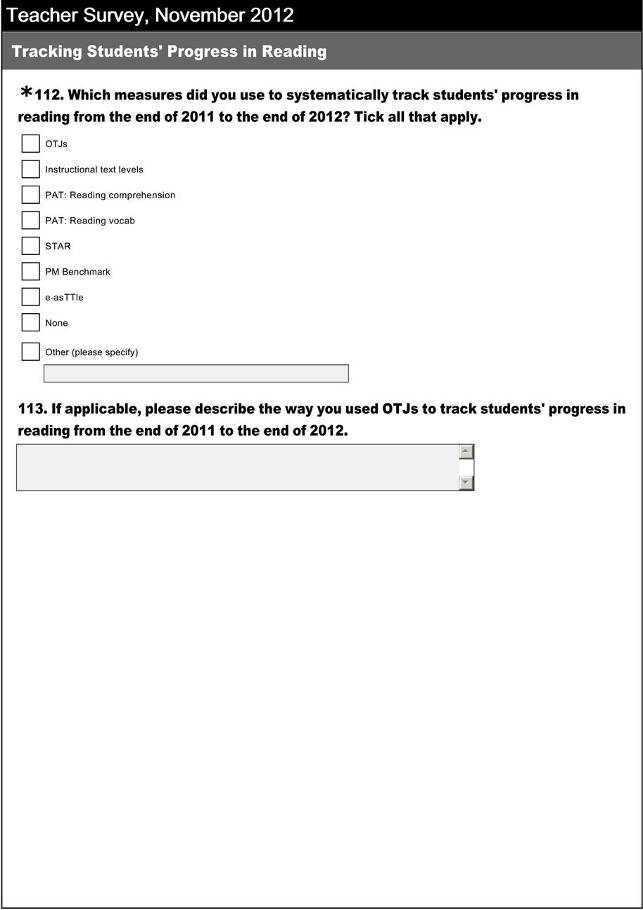 Teacher Survey, November 2012
Tracking Students' Progress in Reading
*112. Which measures did you use to systematically track students' progress in
reading from the end of 2011 to the end of 2012? Tick all that apply.
OTJs
Instructional text levels
PAT: Reading comprehension
PAT: Reading vocab
STAR
PM Benchmark
e-asTTle
None
Other (please specify)
113. If applicable, please describe the way you used OTJs to track students' progress in
reading from the end of 2011 to the end of 2012.